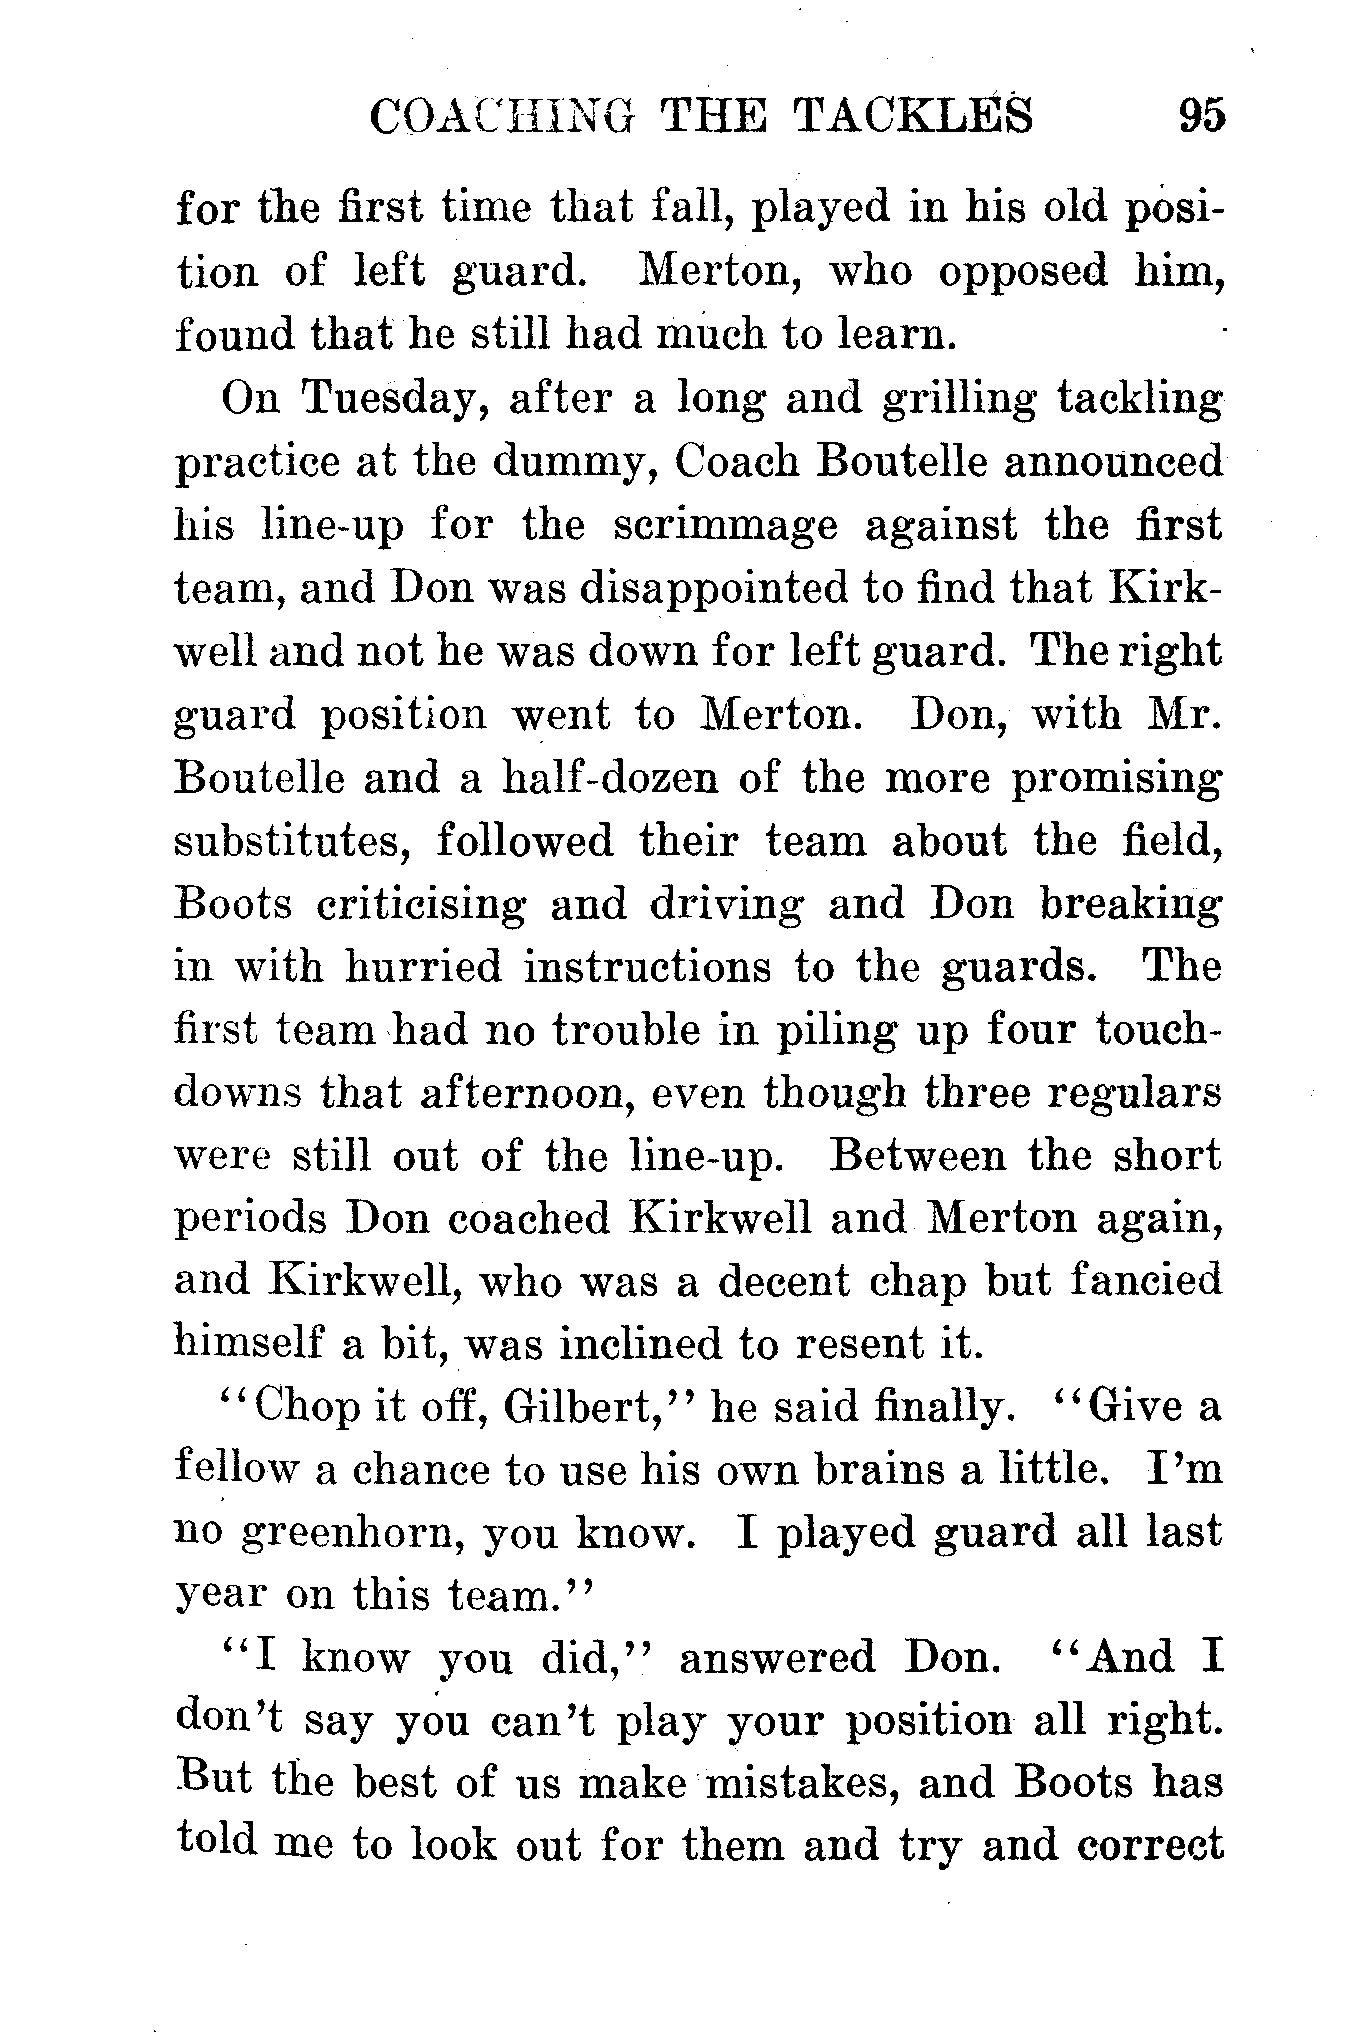 COACHING THE TACKLES 95
for the first time that fall, played in his old posi-
tion of left guard. Merton, who opposed him,
found that he still had much to learn.
On Tuesday, after a long and grilling tackling
practice at the dummy, Coach Boutelle announced
his line-up for the scrimmage against the first
team, and Don was disappointed to find that Kirk-
well and not he was down for left guard. The right
guard position went to Merton. Don, with Mr.
Boutelle and a half-dozen of the more promising
substitutes, followed their team about the field,
Boots criticising and driving and Don breaking
in with hurried instructions to the guards. The
first team had no trouble in piling up four touch-
downs that afternoon, even though three regulars
were still out of the line-up. Between the short
periods Don coached Kirkwell and Merton again,
and Kirkwell, who was a decent chap but fancied
himself a bit, was inclined to resent it.
"Chop it off, Gilbert," he said finally. "Give a
fellow a chance to use his own brains a little. I'm
no greenhorn, you know. I played guard all last
year on this team."
"I know you did," answered Don. "And I
don't say you can't play your position all right.
But the best of us make mistakes, and Boots has
told me to look out for them and try and correct